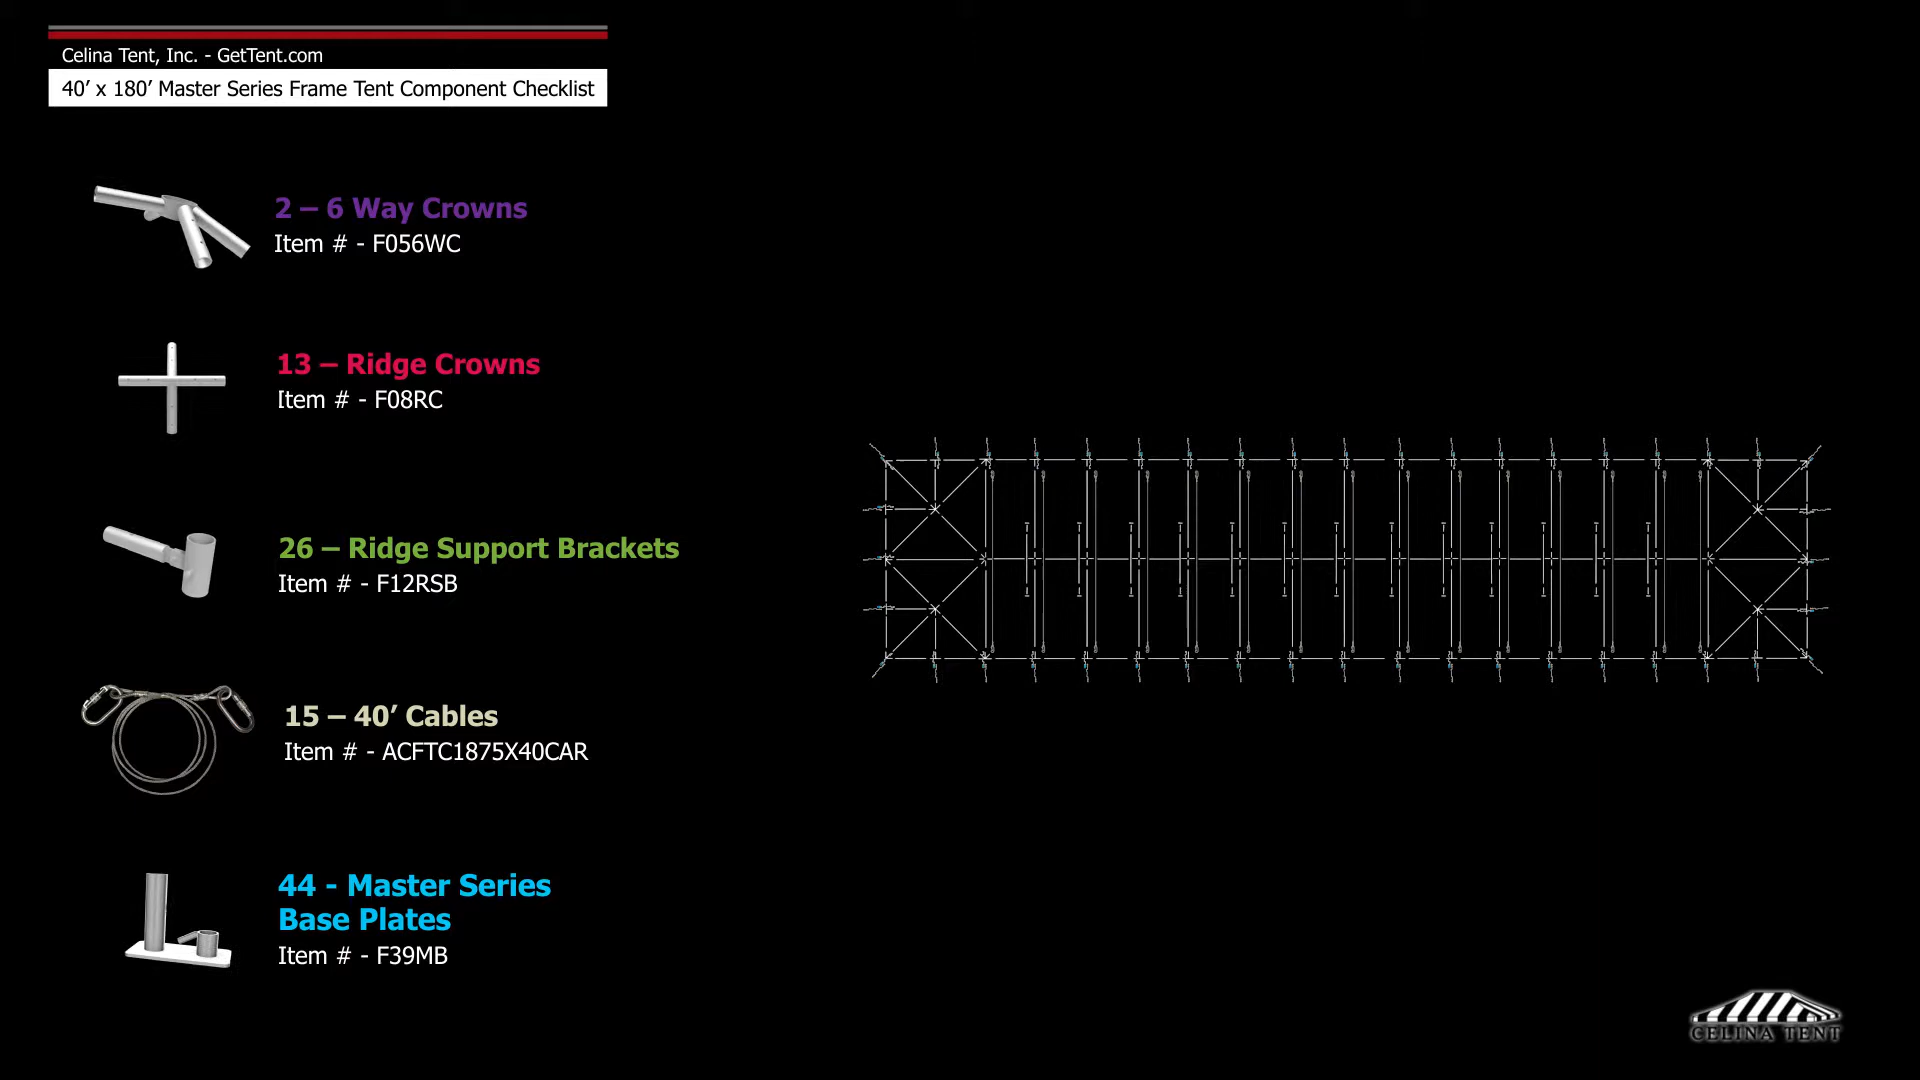 Celina Tent, Inc. - GetTent.com
40’ x 180’ Master Series Frame Tent Component Checklist
2 – 6 Way Crowns
Item # - F056WC
13 – Ridge Crowns
Item # - F08RC
26 – Ridge Support Brackets
Item # - F12RSB
15 – 40’ Cables
Item # - ACFTC1875X40CAR
44 - Master Series
Base Plates
Item # - F39MB
CELINA TENT